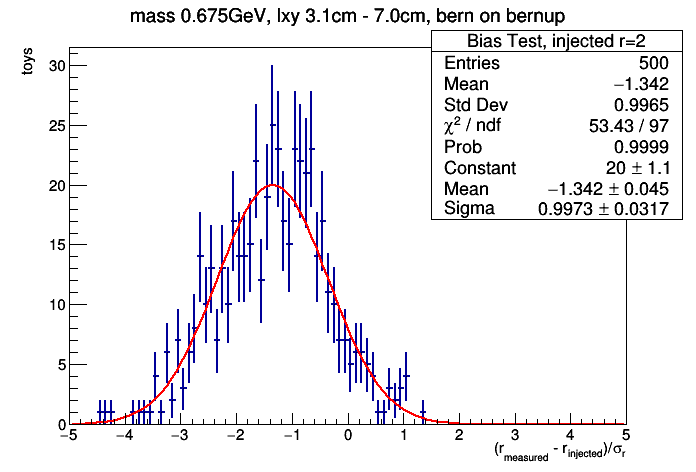 mass 0.675GeV, lxy 3.1cm - 7.0cm, bern on bernup
Bias Test, injected r=2
Entries 500
Mean −1.342
Std Dev 0.9965
χ² / ndf 53.43 / 97
Prob 0.9999
Constant 20 ± 1.1
Mean −1.342 ± 0.045
Sigma 0.9973 ± 0.0317
toys
30
25
20
15
10
5
0
−5 −4 −3 −2 −1 0 1 2 3 4 5
(r_measured - r_injected)/σ_r